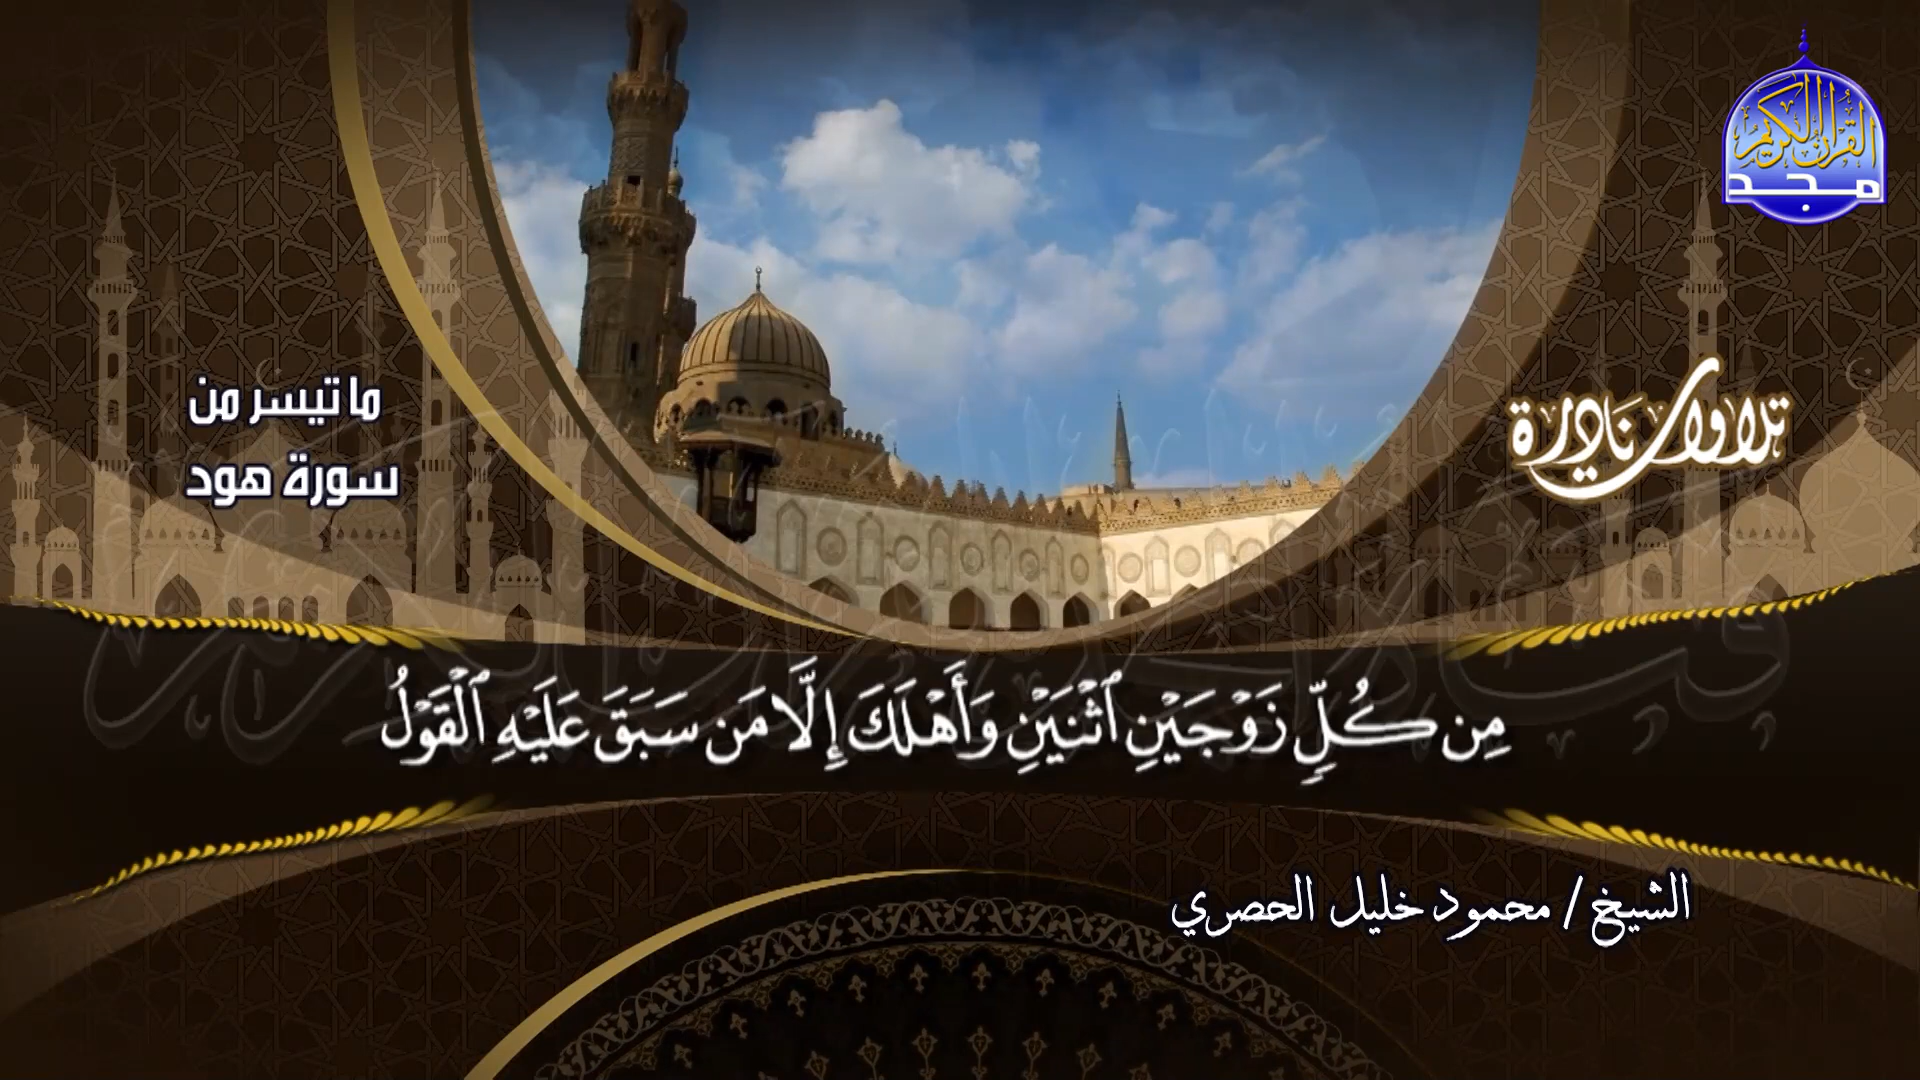 القرآن الكريم
مجد
ما تيسر من
سورة هود
تلاوات نادرة
مِن كُلٍّ زَوْجَيْنِ ٱثْنَيْنِ وَأَهْلَكَ إِلَّا مَن سَبَقَ عَلَيْهِ ٱلْقَوْلُ
الشيخ / محمود خليل الحصري